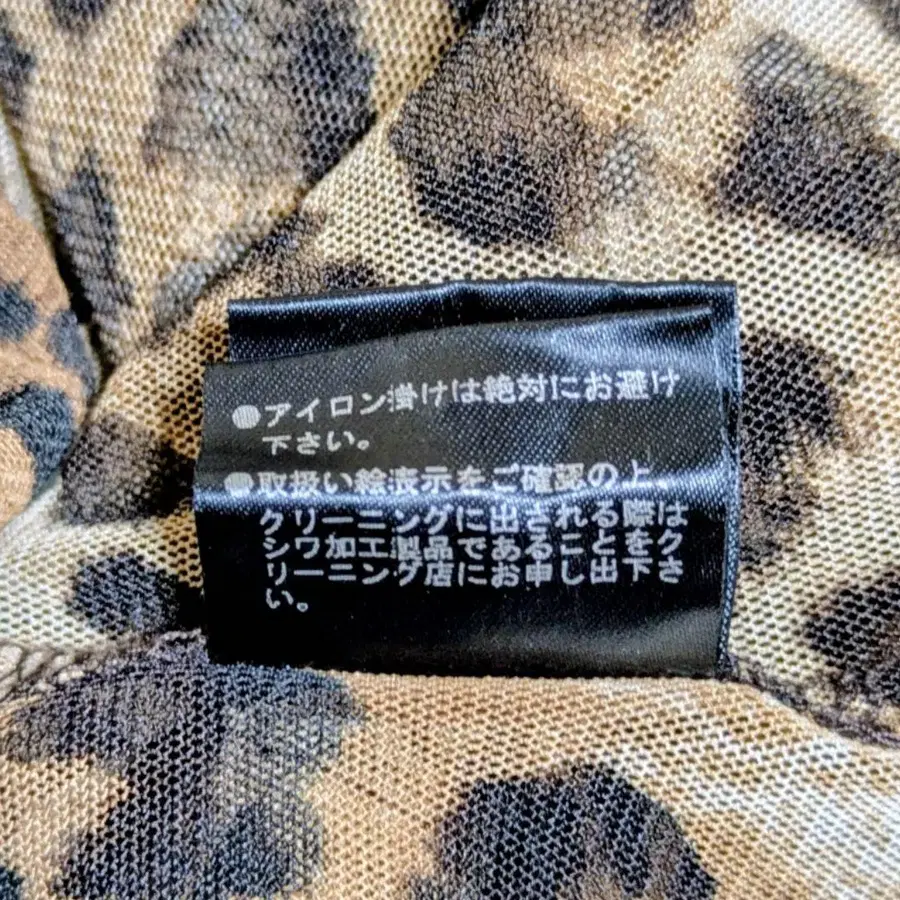 ●アイロン掛けは絶対にお避け
下さい。
●取扱い絵表示をご確認の上、
クリーニングに出される際は
シワ加工製品であることをク
リーニング店にお申し出下さ
い。